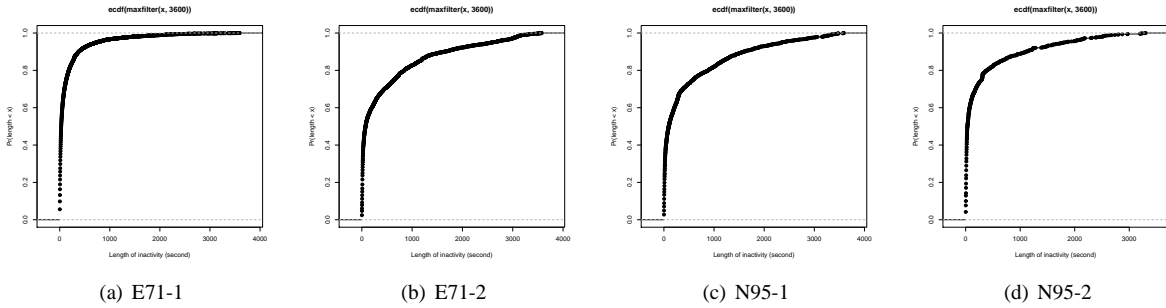 ecdf(maxfilter(x, 3600))
Pr(length < x)
0.0 0.2 0.4 0.6 0.8 1.0
0 1000 2000 3000 4000
Length of inactivity (second)
(a) E71-1
ecdf(maxfilter(x, 3600))
Pr(length < x)
0.0 0.2 0.4 0.6 0.8 1.0
0 1000 2000 3000 4000
Length of inactivity (second)
(b) E71-2
ecdf(maxfilter(x, 3600))
Pr(length < x)
0.0 0.2 0.4 0.6 0.8 1.0
0 1000 2000 3000 4000
Length of inactivity (second)
(c) N95-1
ecdf(maxfilter(x, 3600))
Pr(length < x)
0.0 0.2 0.4 0.6 0.8 1.0
0 1000 2000 3000
Length of inactivity (second)
(d) N95-2